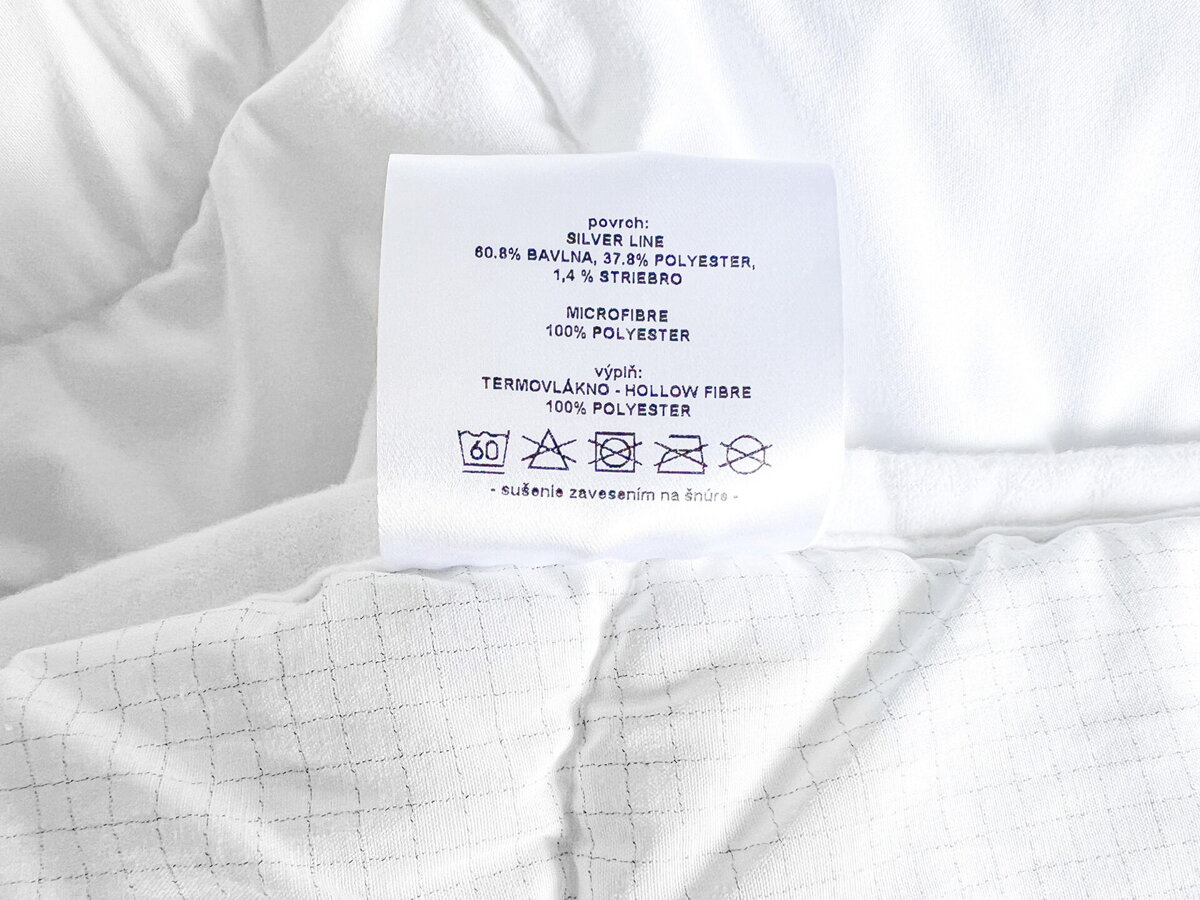 povrch:
SILVER LINE
60.8% BAVLNA, 37.8% POLYESTER,
1,4 % STRIEBRO
MICROFIBRE
100% POLYESTER
výplň:
TERMOVLÁKNO - HOLLOW FIBRE
100% POLYESTER
60
- sušenie zavesením na šnúre -